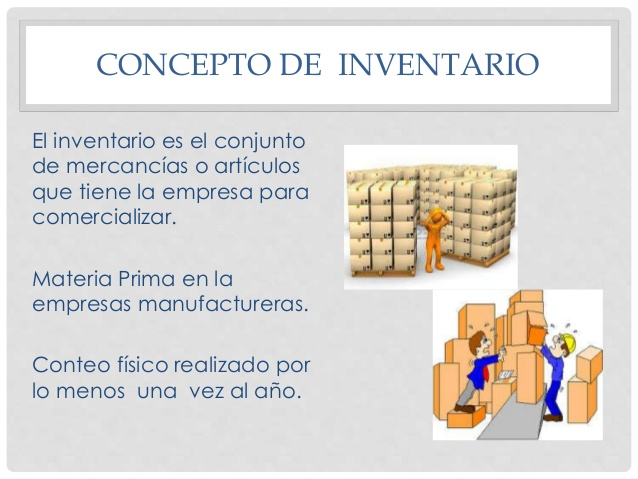 CONCEPTO DE INVENTARIO
El inventario es el conjunto
de mercancías o artículos
que tiene la empresa para
comercializar.
Materia Prima en la
empresas manufactureras.
Conteo físico realizado por
lo menos una vez al año.